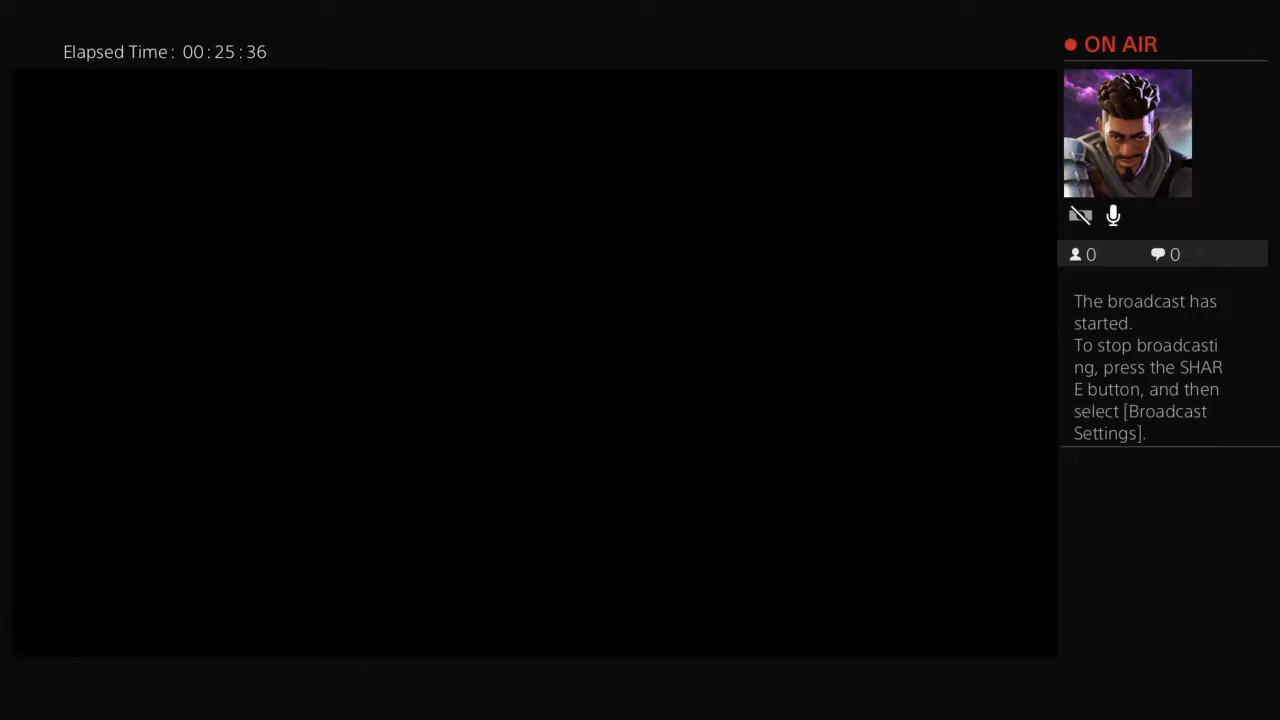 Elapsed Time: 00:25:36
ON AIR
0 0
The broadcast has
started.
To stop broadcasti
ng, press the SHAR
E button, and then
select [Broadcast
Settings].